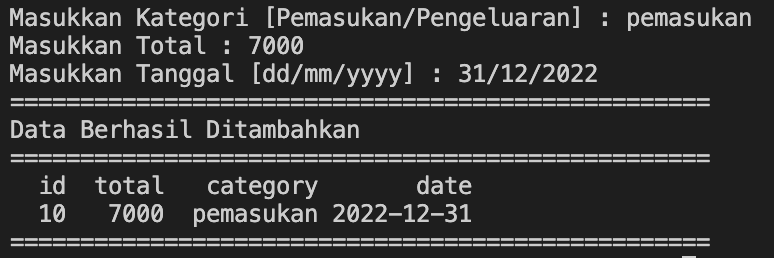 Masukkan Kategori [Pemasukan/Pengeluaran] : pemasukan
Masukkan Total : 7000
Masukkan Tanggal [dd/mm/yyyy] : 31/12/2022
==================================================
Data Berhasil Ditambahkan
==================================================
  id  total   category       date
  10   7000  pemasukan 2022-12-31
==================================================